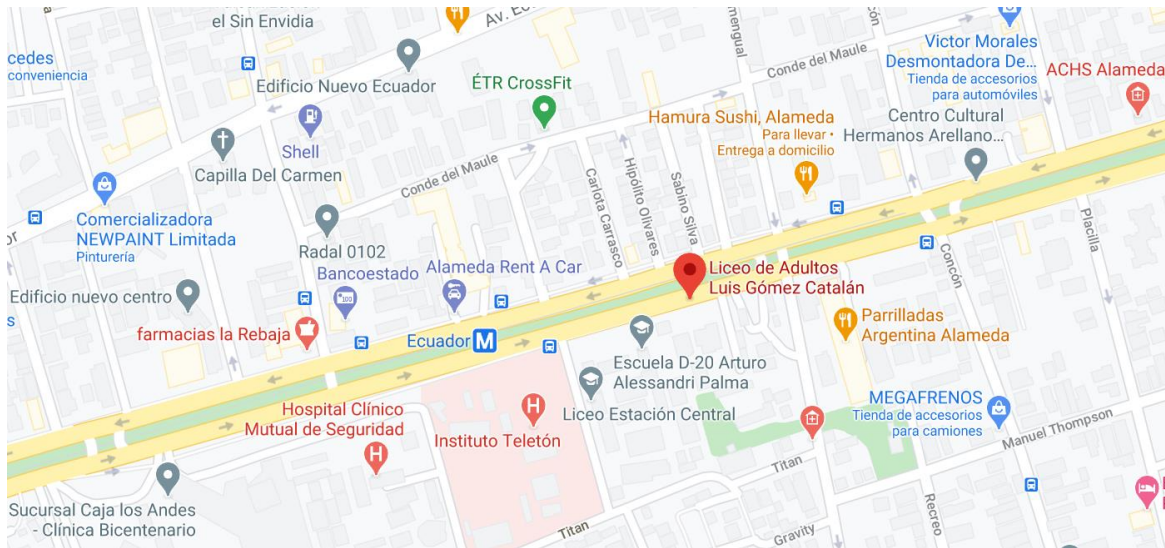 el Sin Envidia
Av. Ecu
cedes
conveniencia
Edificio Nuevo Ecuador
ÉTR CrossFit
Conde del Maule
Victor Morales
Desmontadora De...
Tienda de accesorios
para automóviles
ACHS Alameda
Shell
Hamura Sushi, Alameda
Para llevar •
Entrega a domicilio
Centro Cultural
Hermanos Arellano...
Capilla Del Carmen
Conde del Maule
Carlota Carrasco
Hipólito Olivares
Sabino Silva
Comercializadora
NEWPAINT Limitada
Pinturería
Radal 0102
Bancoestado
Alameda Rent A Car
Liceo de Adultos
Luis Gómez Catalán
Concón
Placilla
Edificio nuevo centro
farmacias la Rebaja
Ecuador
M
Parrilladas
Argentina Alameda
Escuela D-20 Arturo
Alessandri Palma
Liceo Estación Central
MEGAFRENOS
Tienda de accesorios
para camiones
Manuel Thompson
Hospital Clínico
Mutual de Seguridad
Instituto Teletón
Titan
Sucursal Caja los Andes
- Clínica Bicentenario
Titan
Gravity
Recreo